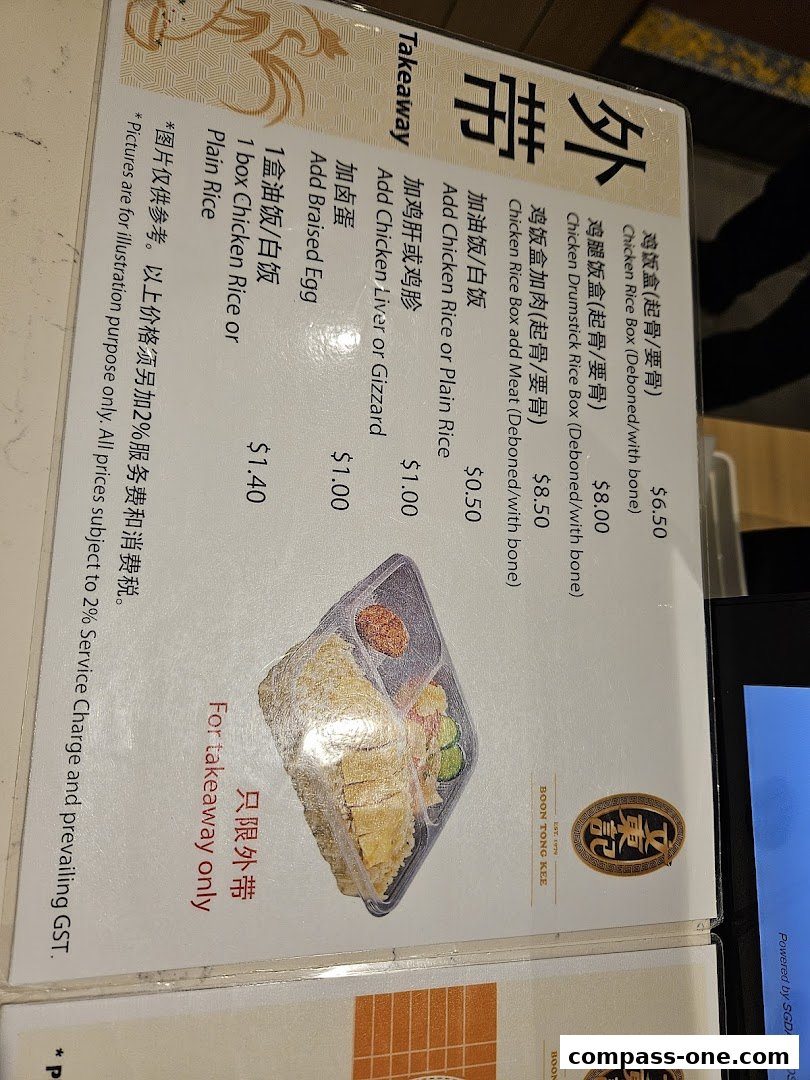 外带
Takeaway
鸡饭盒(起骨/要骨) $6.50
Chicken Rice Box (Deboned/with bone)
鸡腿饭盒(起骨/要骨) $8.00
Chicken Drumstick Rice Box (Deboned/with bone)
鸡饭盒加肉(起骨/要骨) $8.50
Chicken Rice Box add Meat (Deboned/with bone)
加油饭/白饭 $0.50
Add Chicken Rice or Plain Rice
加鸡肝或鸡胗 $1.00
Add Chicken Liver or Gizzard
加卤蛋 $1.00
Add Braised Egg
1盒油饭/白饭 $1.40
1 box Chicken Rice or
Plain Rice
*图片仅供参考。以上价格须另加2%服务费和消费税。
* Pictures are for illustration purpose only. All prices subject to 2% Service Charge and prevailing GST.
文東記
EST. 1979
BOON TONG KEE
只限外带
For takeaway only
Powered by
* P
compass-one.com